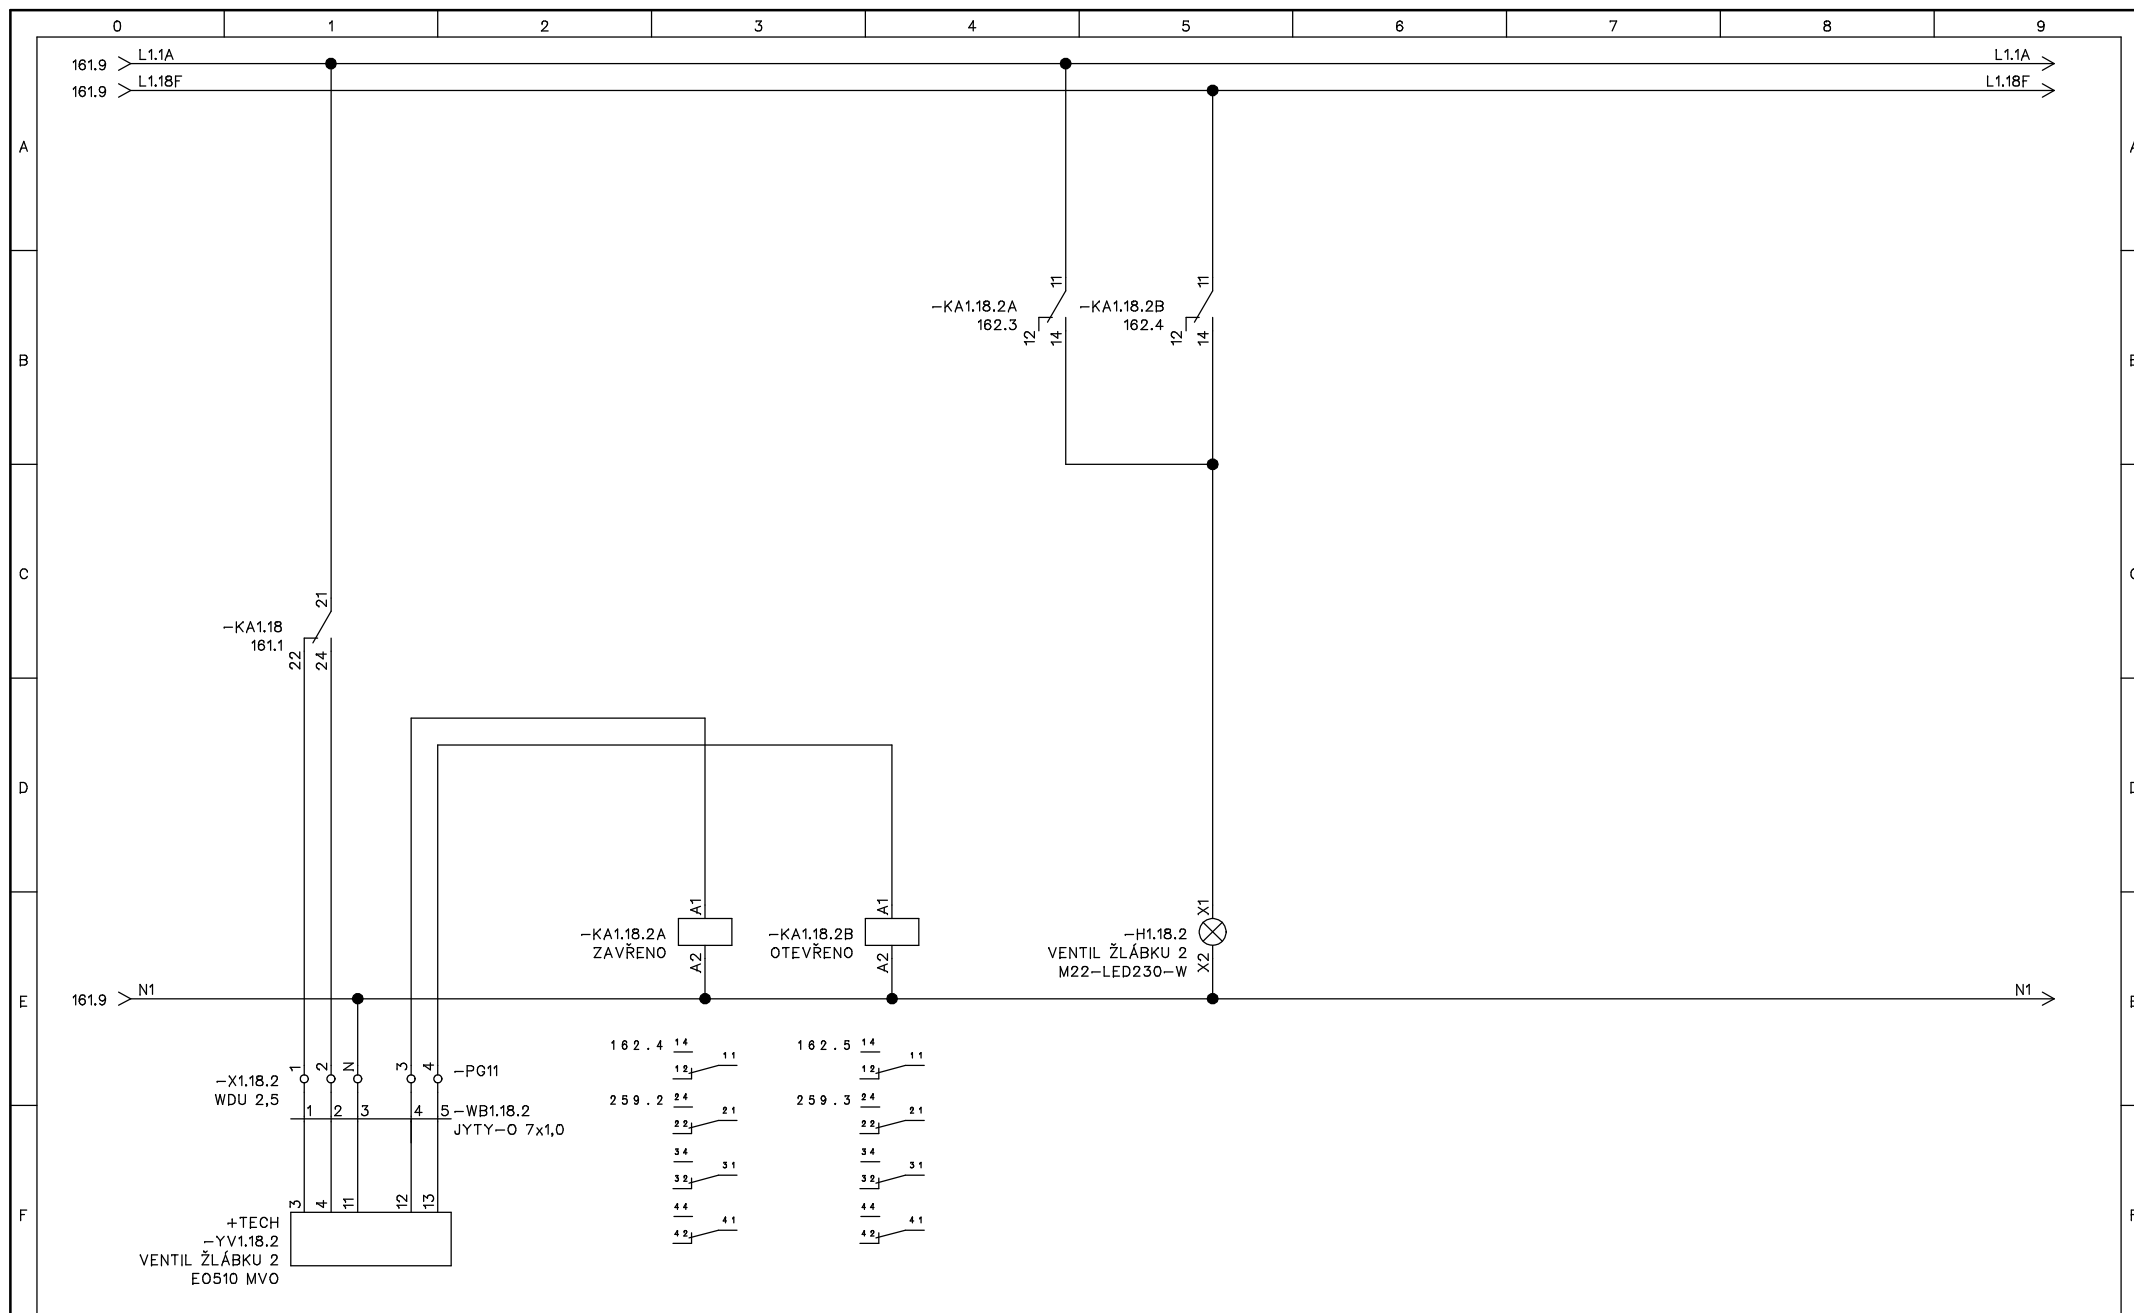 0 1 2 3 4 5 6 7 8 9
161.9 L1.1A L1.1A
161.9 L1.18F L1.18F
A
11 11
-KA1.18.2A -KA1.18.2B
162.3 162.4
12 14 12 14
B
C
21
-KA1.18
161.1
22 24
D
A1 A1 X1
-KA1.18.2A -KA1.18.2B -H1.18.2
ZAVŘENO OTEVŘENO VENTIL ŽLÁBKU 2
A2 A2 M22-LED230-W X2
E 161.9 N1 N1
162.4 14 162.5 14
11 11
12 12
1 2 N 3 4 -PG11
-X1.18.2
WDU 2,5
259.2 24 259.3 24
1 2 3 4 5 -WB1.18.2
21 21
22 22
JYTY-O 7x1,0
34 34
31 31
32 32
3 4 11 12 13
44 44
F
+TECH
41 41
42 42
-YV1.18.2
VENTIL ŽLÁBKU 2
EO510 MVO